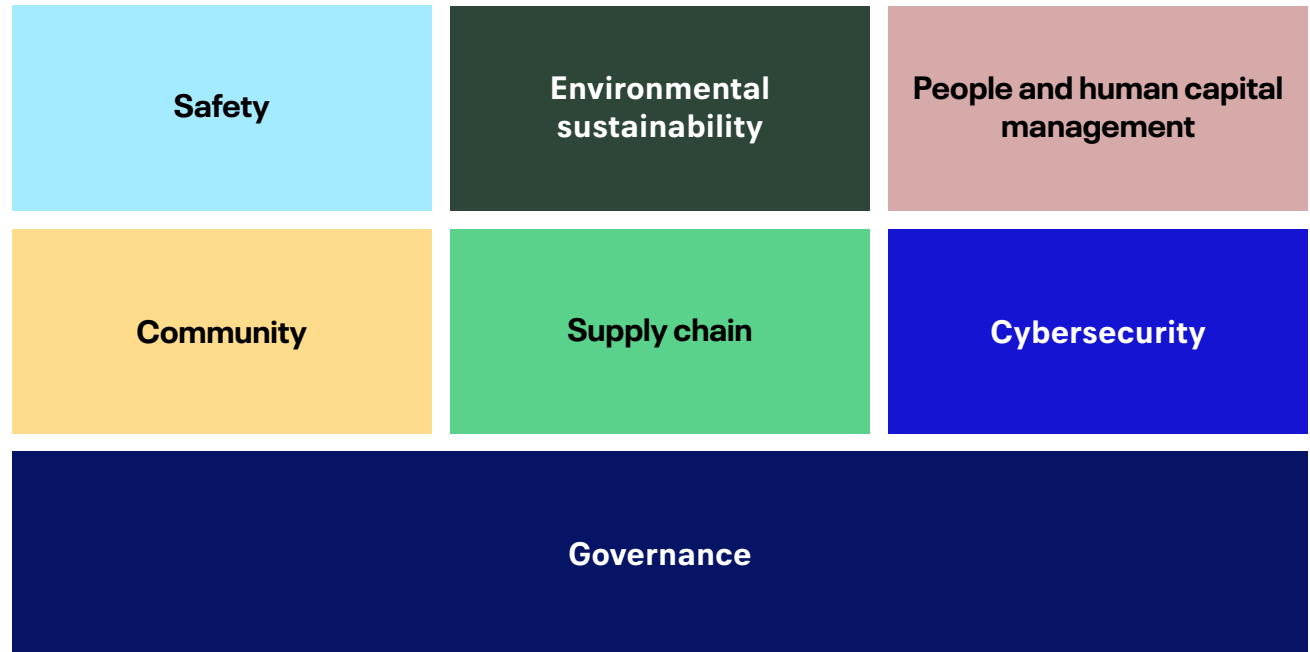 Safety
Environmental
sustainability
People and human capital
management
Community
Supply chain
Cybersecurity
Governance